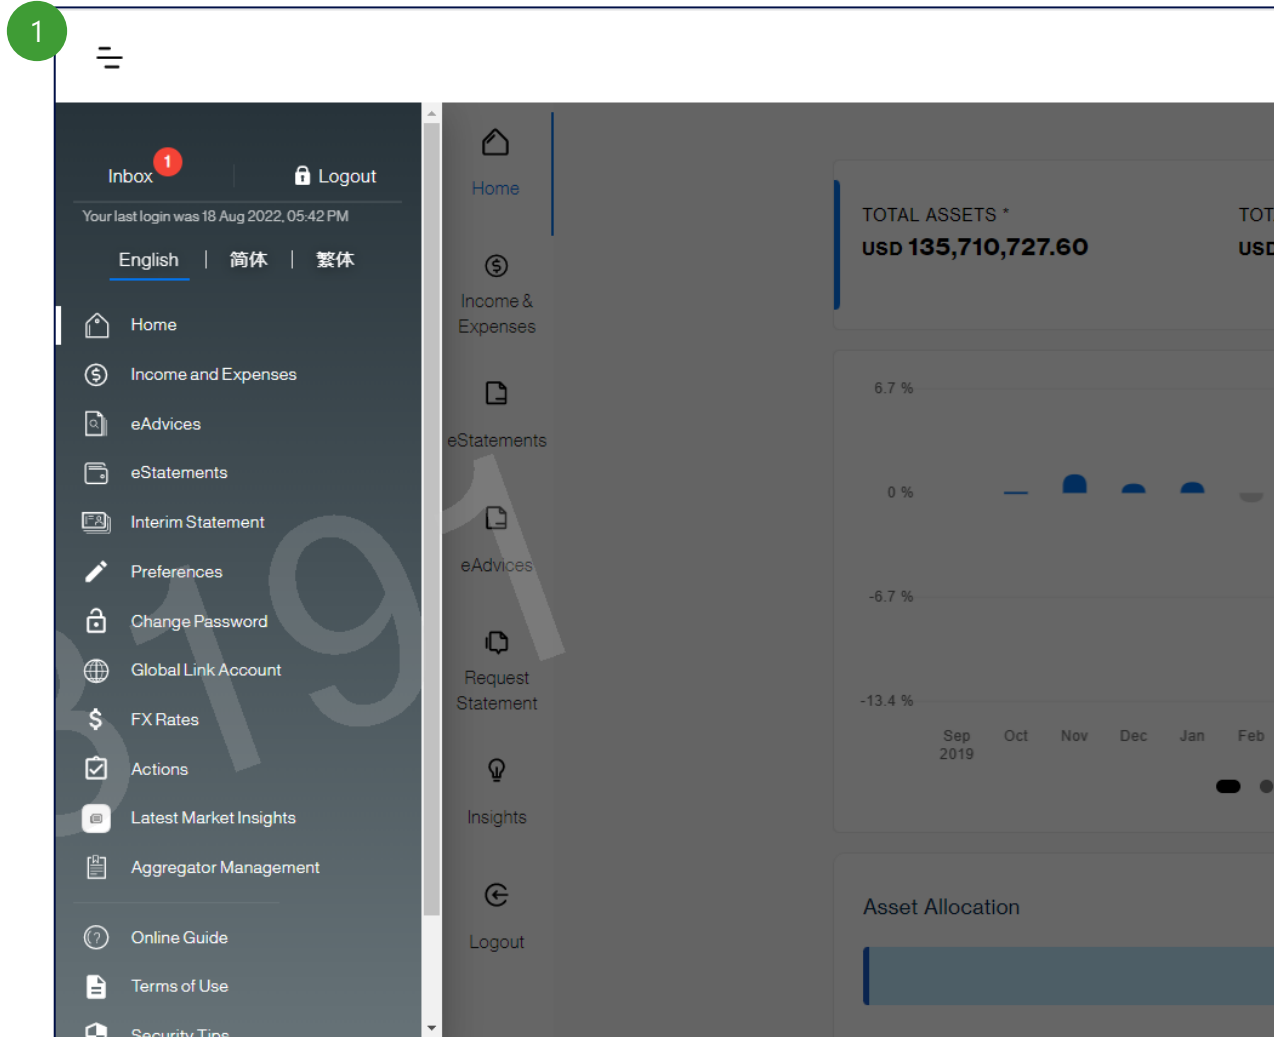 1
Inbox 1 Logout
Your last login was 18 Aug 2022, 05:42 PM
English | 简体 | 繁体
Home
Income and Expenses
eAdvices
eStatements
Interim Statement
Preferences
Change Password
Global Link Account
FX Rates
Actions
Latest Market Insights
Aggregator Management
Online Guide
Terms of Use
Security Tips
Home
Income &
Expenses
eStatements
eAdvices
Request
Statement
Insights
Logout
TOTAL ASSETS *
USD 135,710,727.60
TOT
USD
6.7 %
0 %
-6.7 %
-13.4 %
Sep Oct Nov Dec Jan Feb
2019
Asset Allocation
3191